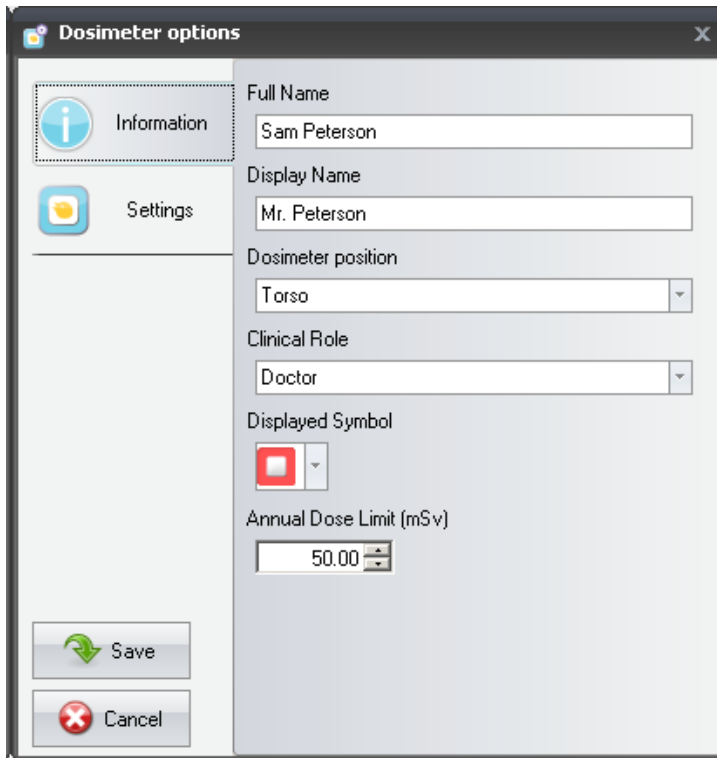 Dosimeter options
x
Information
Settings
Full Name
Sam Peterson
Display Name
Mr. Peterson
Dosimeter position
Torso
Clinical Role
Doctor
Displayed Symbol
Annual Dose Limit (mSv)
50.00
Save
Cancel